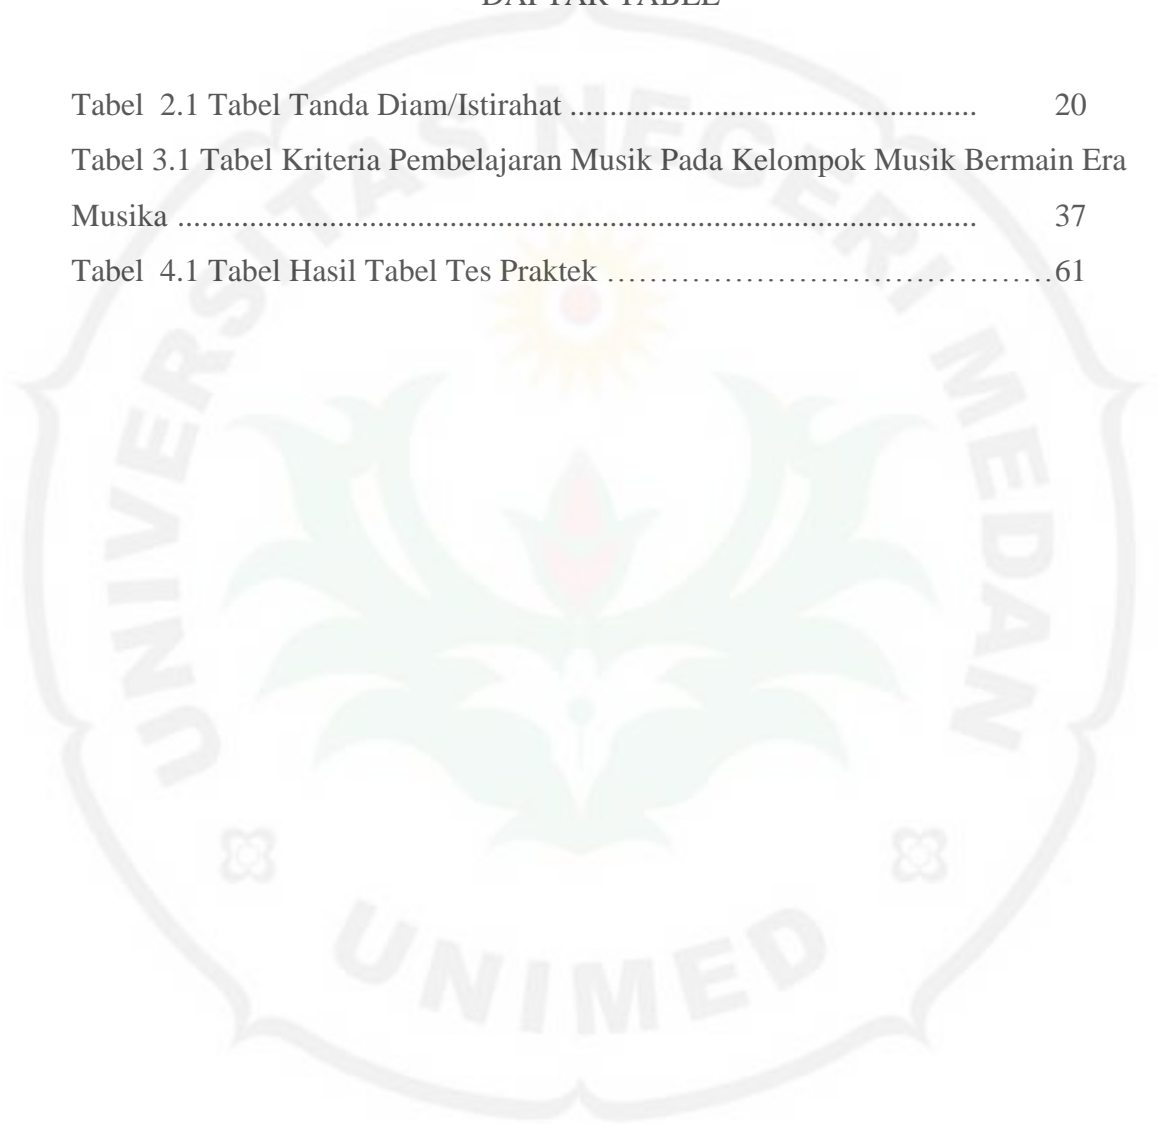 DAFTAR TABEL
Tabel  2.1 Tabel Tanda Diam/Istirahat .................................................. 20
Tabel 3.1 Tabel Kriteria Pembelajaran Musik Pada Kelompok Musik Bermain Era
Musika .................................................................................................. 37
Tabel  4.1 Tabel Hasil Tabel Tes Praktek ……………………………………61
UNIVERSITAS NEGERI MEDAN
UNIMED